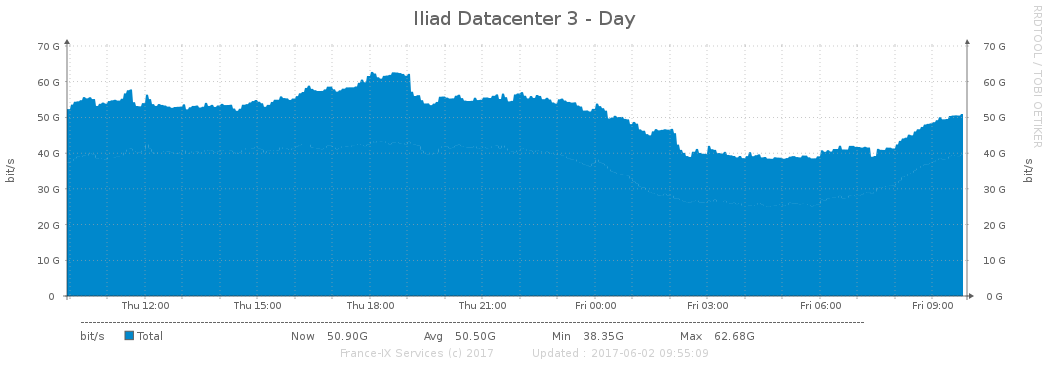 Iliad Datacenter 3 - Day
RRDTOOL / TOBI OETIKER
bit/s
70 G
60 G
50 G
40 G
30 G
20 G
10 G
0
70 G
60 G
50 G
40 G
30 G
20 G
10 G
0 G
bit/s
Thu 12:00 Thu 15:00 Thu 18:00 Thu 21:00 Fri 00:00 Fri 03:00 Fri 06:00 Fri 09:00
bit/s Total Now 50.90G Avg 50.50G Min 38.35G Max 62.68G
France-IX Services (c) 2017 Updated : 2017-06-02 09:55:09